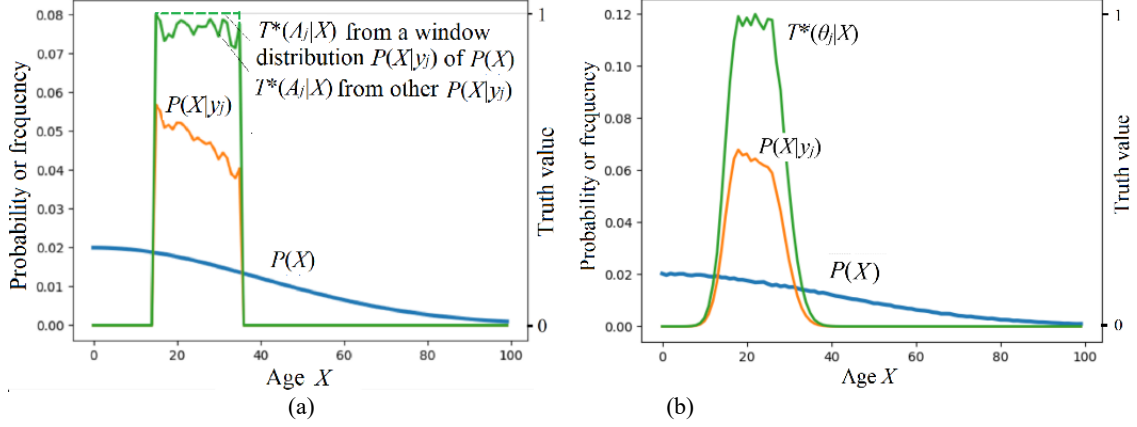 0.08
0.07
0.06
0.05
0.04
0.03
0.02
0.01
0.00
Probability or frequency
T*(Aⱼ|X) from a window
distribution P(X|yⱼ) of P(X)
T*(Aⱼ|X) from other P(X|yⱼ)
P(X|yⱼ)
P(X)
1
0
Truth value
0 20 40 60 80 100
Age X
(a)
0.12
0.10
0.08
0.06
0.04
0.02
0.00
Probability or frequency
T*(θⱼ|X)
P(X|yⱼ)
P(X)
1
0
Truth value
0 20 40 60 80 100
Age X
(b)